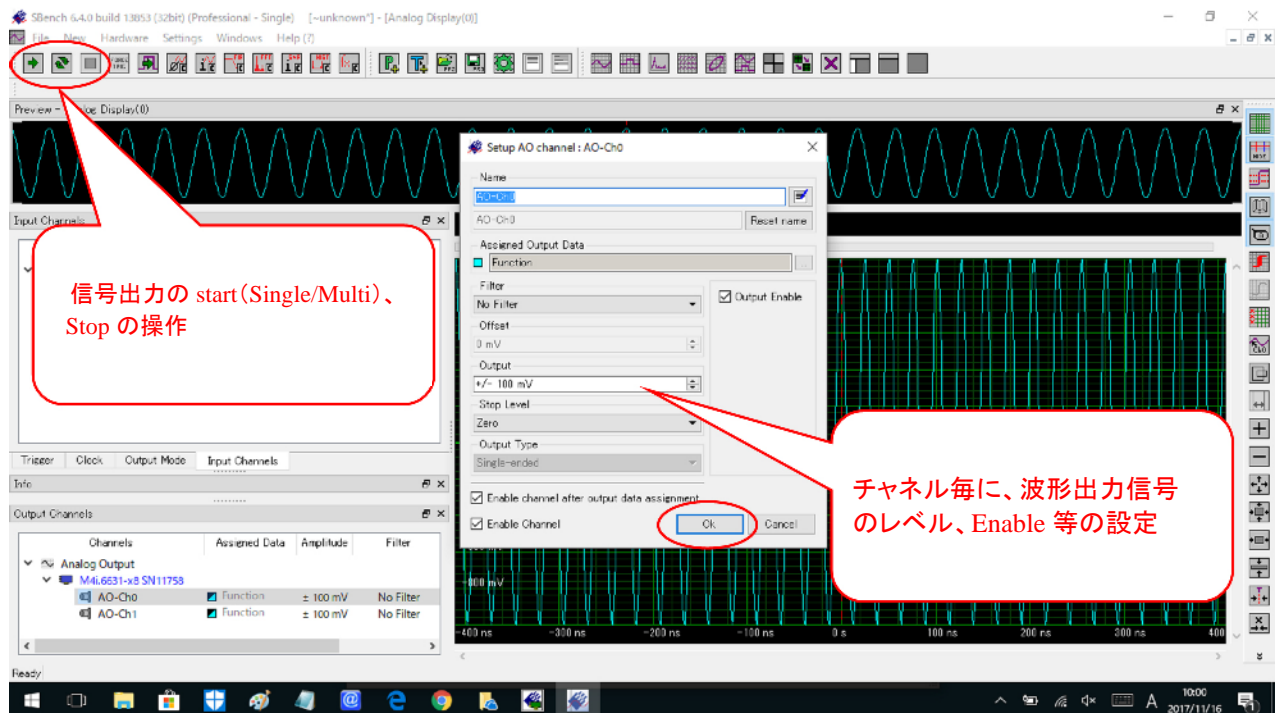 SBench 6.4.0 build 13853 (32bit) (Professional - Single) [~unknown*] - [Analog Display(0)]
File New Hardware Settings Windows Help (?)
Preview - Analog Display(0)
Input Channels
信号出力の start(Single/Multi)、
Stop の操作
Trigger Clock Output Mode Input Channels
Info
Output Channels
Channels Assigned Data Amplitude Filter
Analog Output
M4i.6631-x8 SN11758
AO-Ch0 Function ± 100 mV No Filter
AO-Ch1 Function ± 100 mV No Filter
Setup AO channel : AO-Ch0
Name
AO-Ch0
AO-Ch0 Reset name
Assigned Output Data
Function ...
Filter
No Filter
Output Enable
Offset
0 mV
Output
+/- 100 mV
Stop Level
Zero
Output Type
Single-ended
Enable channel after output data assignment
Enable Channel
Ok Cancel
チャネル毎に、波形出力信号
のレベル、Enable 等の設定
-800 mV
-400 ns -300 ns -200 ns -100 ns 0 s 100 ns 200 ns 300 ns 400
Ready
A 10:00
2017/11/16